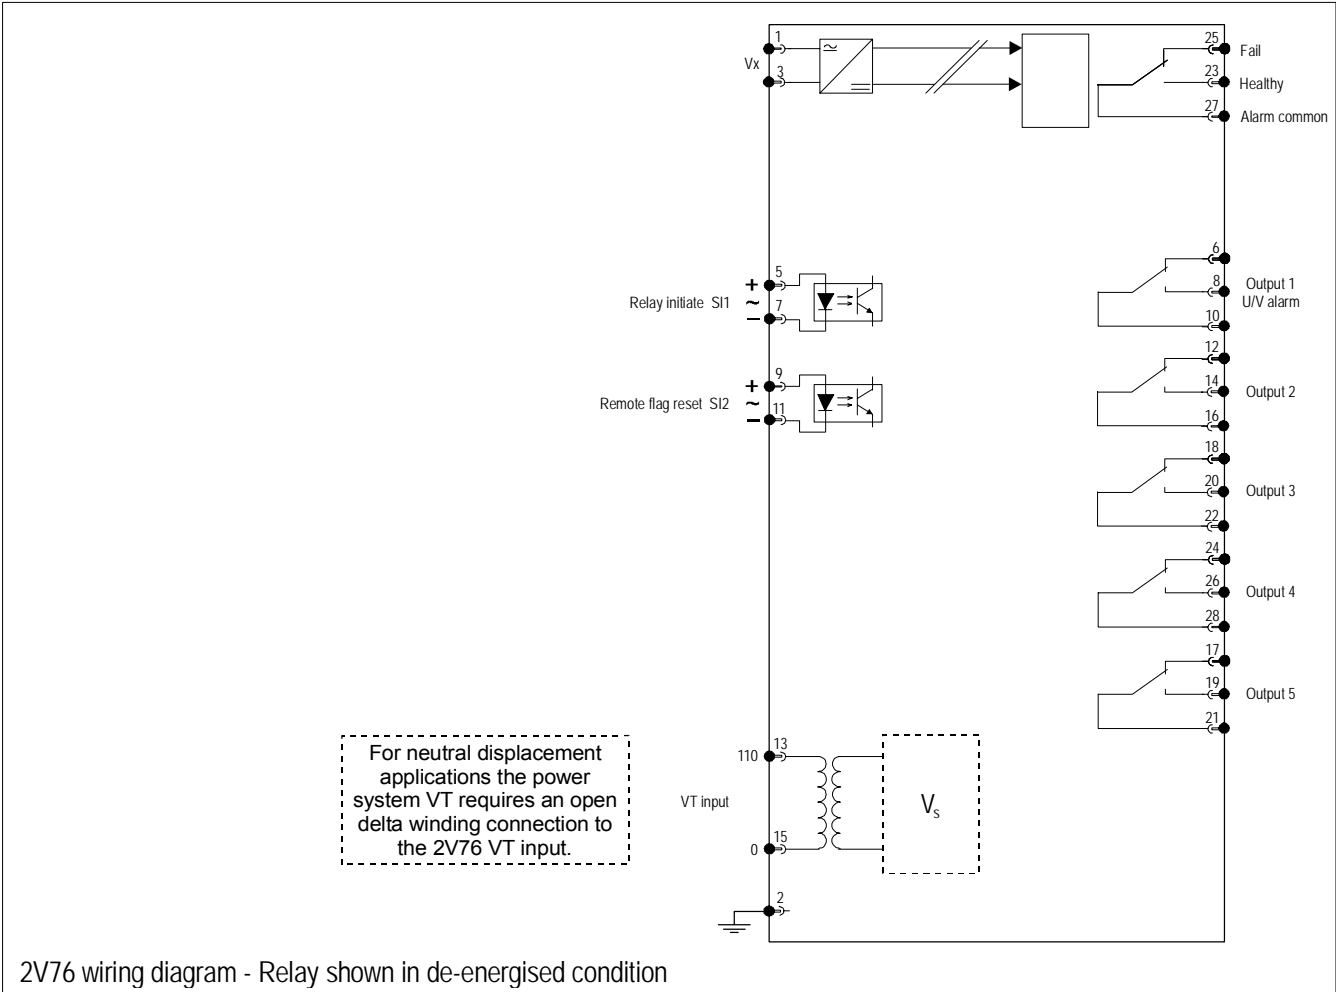 1
Vx
3
25
Fail
23
Healthy
27
Alarm common
5
+
Relay initiate SI1
~
7
−
9
+
Remote flag reset SI2
~
11
−
6
8
Output 1
U/V alarm
10
12
14
Output 2
16
18
20
Output 3
22
24
26
Output 4
28
17
19
Output 5
21
For neutral displacement
applications the power
system VT requires an open
delta winding connection to
the 2V76 VT input.
110
13
VT input
Vs
0
15
2
2V76 wiring diagram - Relay shown in de-energised condition